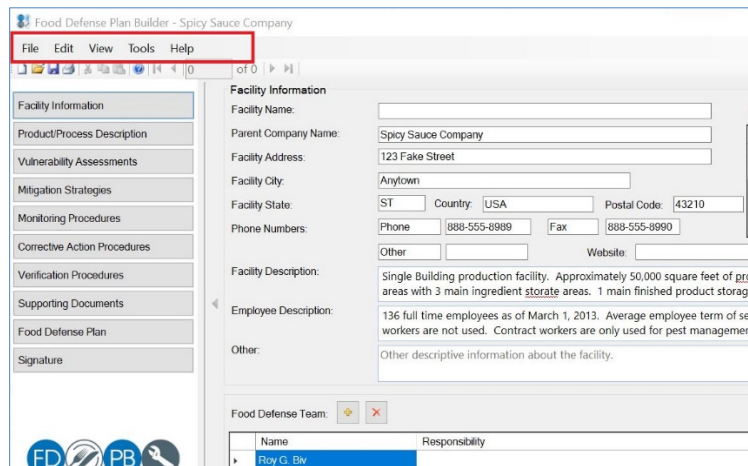 Food Defense Plan Builder - Spicy Sauce Company
File Edit View Tools Help
0 of 0
Facility Information
Product/Process Description
Vulnerability Assessments
Mitigation Strategies
Monitoring Procedures
Corrective Action Procedures
Verification Procedures
Supporting Documents
Food Defense Plan
Signature
FD PB
Facility Information
Facility Name:
Parent Company Name: Spicy Sauce Company
Facility Address: 123 Fake Street
Facility City: Anytown
Facility State: ST Country: USA Postal Code: 43210
Phone Numbers: Phone 888-555-8989 Fax 888-555-8990
Other Website:
Facility Description: Single Building production facility. Approximately 50,000 square feet of
areas with 3 main ingredient storate areas. 1 main finished product
Employee Description: 136 full time employees as of March 1, 2013. Average employee term of
workers are not used. Contract workers are only used for pest
Other: Other descriptive information about the facility.
Food Defense Team:
Name Responsibility
Roy G. Biv